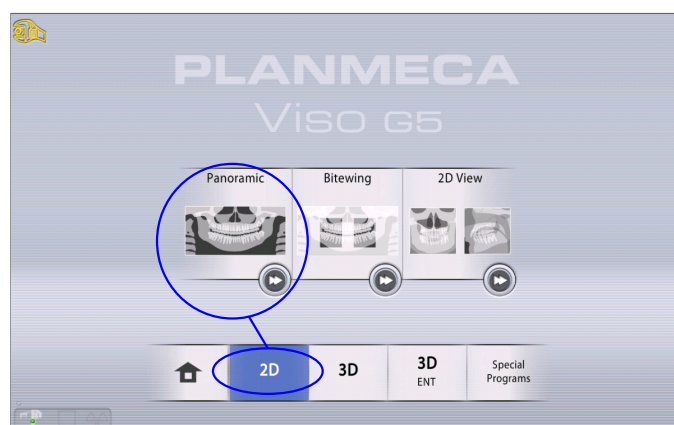 PLANMECA
Viso G5
Panoramic
Bitewing
2D View
2D
3D
3D
ENT
Special
Programs